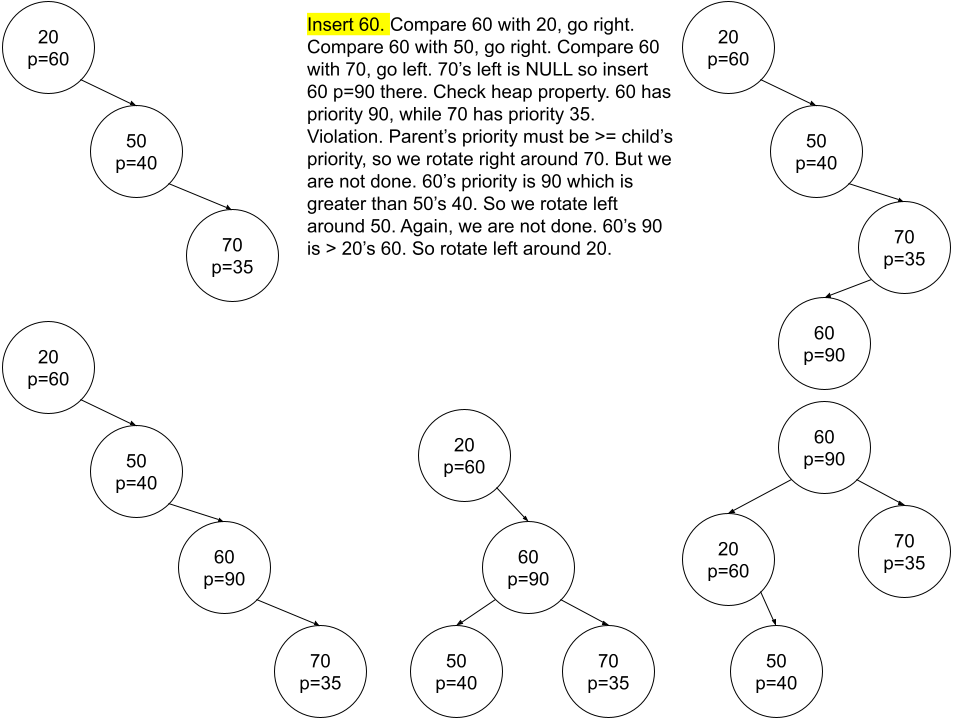 20
p=60
50
p=40
70
p=35
Insert 60. Compare 60 with 20, go right.
Compare 60 with 50, go right. Compare 60
with 70, go left. 70's left is NULL so insert
60 p=90 there. Check heap property. 60 has
priority 90, while 70 has priority 35.
Violation. Parent's priority must be >= child's
priority, so we rotate right around 70. But we
are not done. 60's priority is 90 which is
greater than 50's 40. So we rotate left
around 50. Again, we are not done. 60's 90
is > 20's 60. So rotate left around 20.
20
p=60
50
p=40
70
p=35
60
p=90
20
p=60
50
p=40
60
p=90
70
p=35
20
p=60
60
p=90
50
p=40
70
p=35
60
p=90
20
p=60
70
p=35
50
p=40